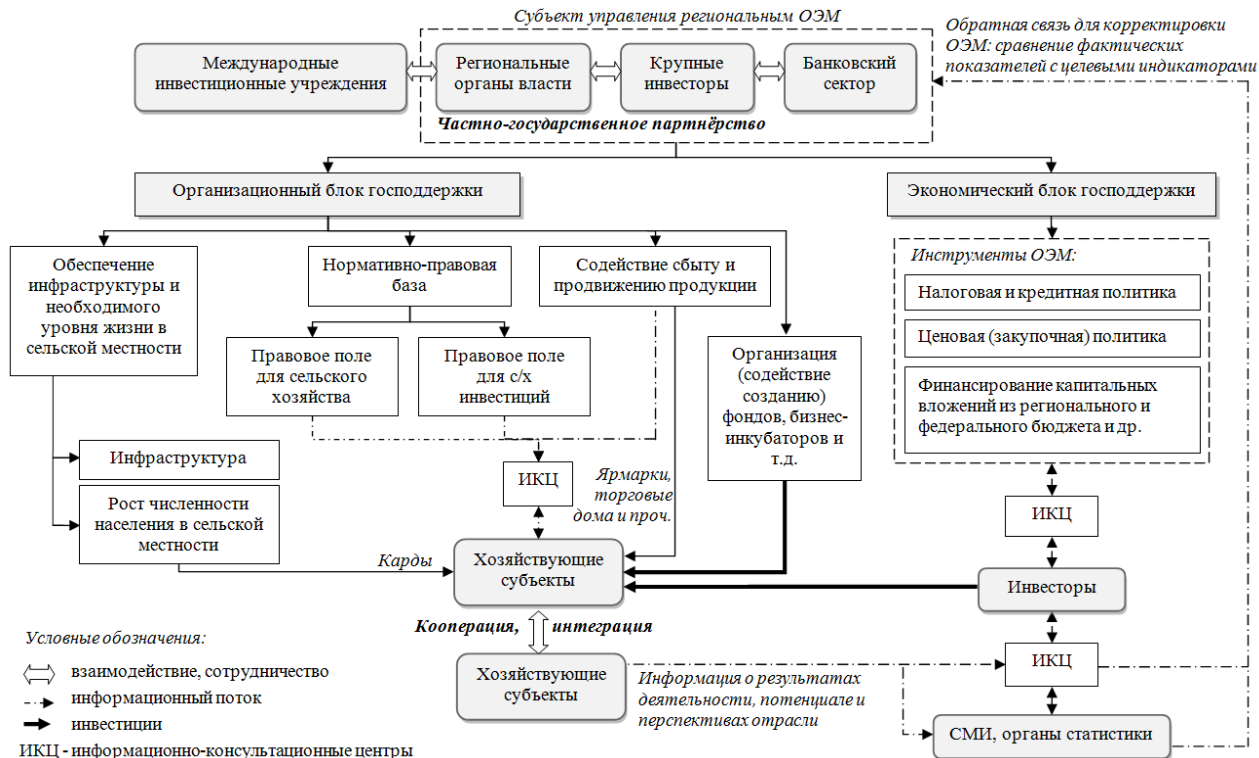 Субъект управления региональным ОЭМ
Обратная связь для корректировки
ОЭМ: сравнение фактических
показателей с целевыми индикаторами
Международные
инвестиционные учреждения
Региональные
органы власти
Крупные
инвесторы
Банковский
сектор
Частно-государственное партнёрство
Организационный блок господдержки
Экономический блок господдержки
Обеспечение
инфраструктуры и
необходимого
уровня жизни в
сельской местности
Нормативно-правовая
база
Содействие сбыту и
продвижению продукции
Инструменты ОЭМ:
Налоговая и кредитная политика
Ценовая (закупочная) политика
Финансирование капитальных
вложений из регионального и
федерального бюджета и др.
Правовое поле
для сельского
хозяйства
Правовое поле
для с/х
инвестиций
Организация
(содействие
созданию)
фондов, бизнес-
инкубаторов и
т.д.
Инфраструктура
Рост численности
населения в сельской
местности
ИКЦ
Ярмарки,
торговые
дома и проч.
ИКЦ
Карды
Хозяйствующие
субъекты
Инвесторы
Кооперация, интеграция
Хозяйствующие
субъекты
Информация о результатах
деятельности, потенциале и
перспективах отрасли
ИКЦ
СМИ, органы статистики
Условные обозначения:
взаимодействие, сотрудничество
информационный поток
инвестиции
ИКЦ - информационно-консультационные центры